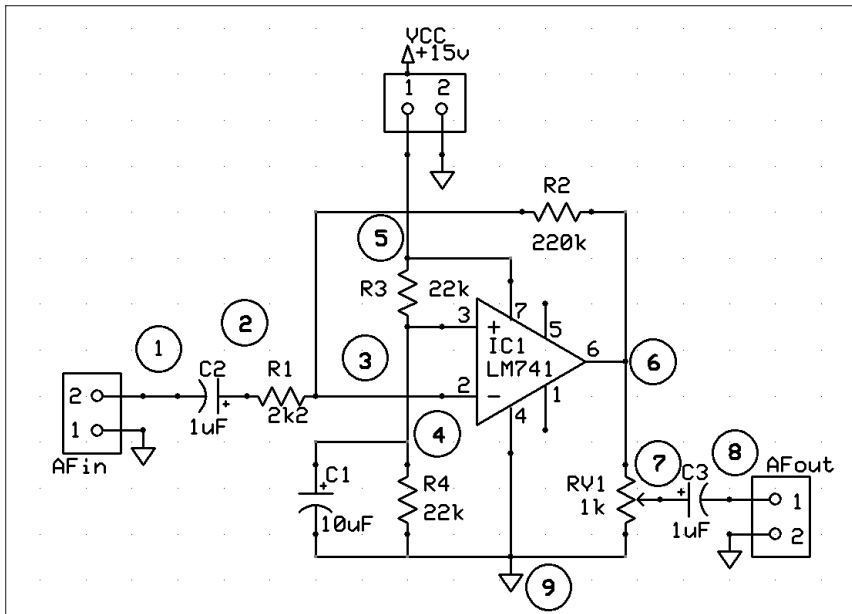 VCC
+15v
1 2
R2
220k
5
R3 22k
3 + 7 5
IC1
LM741
6
6
2 - 4 1
1
2
3
C2
1uF
R1
2k2
2
1
AFin
4
C1
10uF
R4
22k
7
8
RV1
1k
C3
1uF
AFout
1
2
9